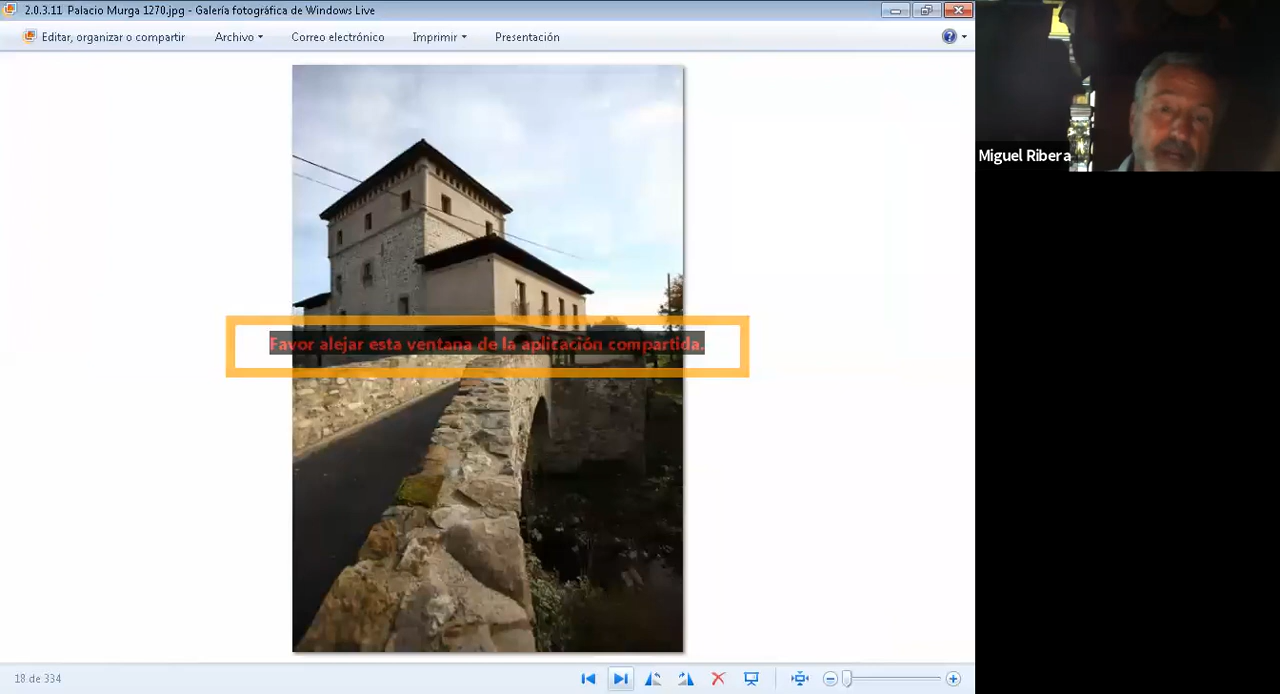 2.0.3.11 Palacio Murga 1270.jpg - Galería fotográfica de Windows Live
Editar, organizar o compartir Archivo Correo electrónico Imprimir Presentación
Miguel Ribera
Favor alejar esta ventana de la aplicación compartida.
18 de 334